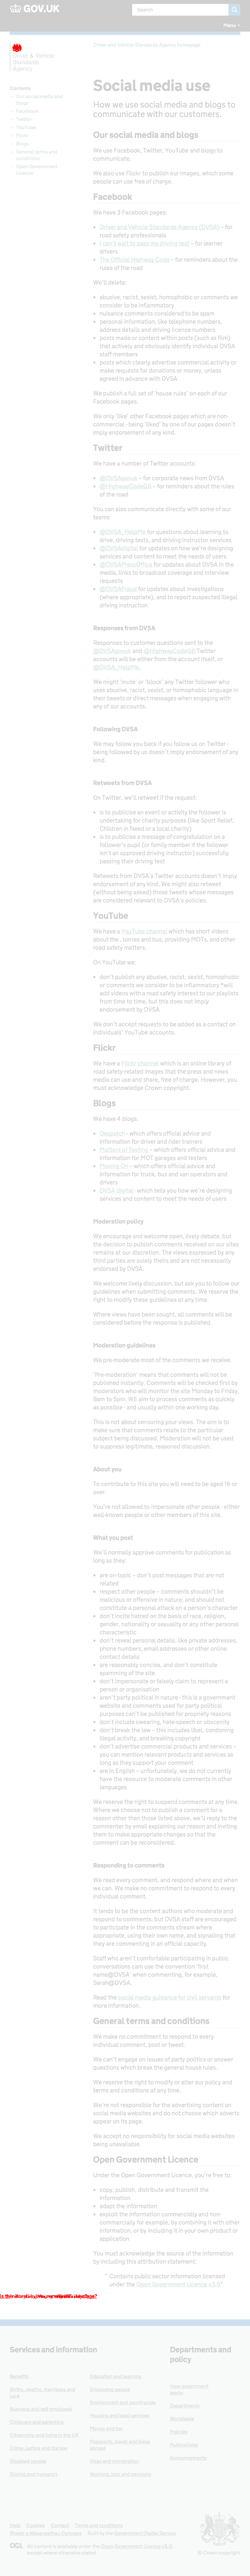 GOV.UK
Search
Menu
Driver and Vehicle Standards Agency homepage
Driver & Vehicle
Standards
Agency
Social media use
How we use social media and blogs to
communicate with our customers.
Contents
Our social media and
blogs
Facebook
Twitter
YouTube
Flickr
Blogs
General terms and
conditions
Open Government
Licence
Our social media and blogs
We use Facebook, Twitter, YouTube and blogs to
communicate.
We also use Flickr to publish our images, which some
people can use free of charge.
Facebook
We have 3 Facebook pages:
Driver and Vehicle Standards Agency (DVSA) - for
road safety professionals
I can't wait to pass my driving test - for learner
drivers
The Official Highway Code - for reminders about the
rules of the road
We'll delete:
abusive, racist, sexist, homophobic or comments
consider to be inflammatory
nuisance comments considered to be spam
personal information, like telephone numbers,
address details and driving licence numbers
posts made or content within posts (such as film)
that actively and clearly identify individual DVSA
staff members
posts which clearly advertise commercial activity or
make requests for donations or money, unless
agreed in advance with DVSA
We publish a full set of 'house rules' on each of our
Facebook pages.
We only 'like' other Facebook pages which are non-
commercial - being 'liked' by one of our pages doesn't
imply endorsement of any kind.
Twitter
We have a number of Twitter accounts:
@DVSAgovuk - for corporate news from DVSA
@HighwayCodeGB - for reminders about the rules
of the road
You can also communicate directly with some of our
teams:
@DVSA_HelpMe for questions about learning to
drive, driving tests, and driving instructor services
@DVSAdigital for updates on how we're designing
services and content to meet the needs of users
@DVSAPressOffice for updates about DVSA in the
media, links to broadcast coverage and interview
requests
@DVSAFraud for updates about investigations
(where appropriate), and to report suspected illegal
driving instruction
Responses from DVSA
Responses to customer questions sent to the
@DVSAgovuk and @HighwayCodeGB Twitter
accounts will be either from the account itself, or
@DVSA_HelpMe.
We might 'mute' or 'block' any Twitter follower who
uses abusive, racist, sexist, or homophobic language in
their tweets or direct messages to any of our accounts.
Following DVSA
We may follow you back if you follow us on Twitter -
being followed by us doesn't imply endorsement of any
kind.
Retweets from DVSA
On Twitter, we'll retweet if the request:
is to publicise an event or activity the follower is
undertaking for charity purposes (like Sport Relief,
Children in Need or a local charity)
is to publicise a message of congratulation on a
follower's pupil (or family member if the follower
isn't an approved driving instructor) successfully
passing their driving test
Retweets from DVSA's Twitter accounts doesn't imply
endorsement of any kind. We might also retweet
(without being asked) those tweets whose messages
are considered relevant to DVSA's policies.
YouTube
We have a YouTube channel which has short videos
about the , lorries and bus, providing MOTs, and other
road safety matters.
On YouTube we:
don't publish any abusive, racist, sexist, homophobic
or comments we consider to be inflammatory *will
add videos with a road safety connection to our
channel from time to time, but this does not imply
endorsement by DVSA
We don't accept requests to be added as a contact on
individuals' YouTube accounts.
Flickr
We have a Flickr channel which is an online library of
road safety-related images that the press and news
media can use and share, free of charge. However, you
must acknowledge Crown copyright.
Blogs
We have 4 blogs:
Despatch - which offers official advice and
information for driver and rider trainers
Matters of Testing - which offers official advice and
information for MOT garages and testers
Moving On - which offers official advice and
information for truck, bus and van operators and
drivers
DVSA digital - which tells you how we're designing
services and content to meet the needs of users
Moderation policy
We encourage and welcome open, lively debate, but
the content of comments or any discussion on our site
are at our discretion. The views expressed by third
parties are solely theirs and are not necessarily
endorsed by DVSA.
We welcome lively discussion, but ask you to follow our
guidelines when submitting comments. We reserve the
right to modify these guidelines at any time
Where views have been sought, all comments will be
considered before the response is published.
Moderation guidelines
We pre-moderate most of the comments we receive
'Pre-moderate' means comments will not be published
immediately. Comments will be checked by an individual
moderator who will monitor the site Monday to Friday,
9am to 5pm. We will try to post any comments made
during this time within one working day.
This is not about editorial control. It's a case of making
sure that comments made relate to the particular
subject being discussed. Moderation will not be used
to suppress legitimate, reasoned discussion.
About you
To contribute to this site you will need to be aged 16 or
over
You're not allowed to impersonate other people - either
well-known people or other members of this site.
What you post
We'll normally approve comments for publication as
long as they:
are on-topic - don't post messages that are not
related
respect other people - comments shouldn't be
malicious or offensive in nature, and should not
constitute a personal attack on a person's character
don't incite hatred on the basis of race, religion,
gender, nationality or sexuality or any other personal
characteristic
don't reveal personal details, like private addresses,
phone numbers, email addresses or other online
contact details
are reasonably concise, and don't constitute
spamming of the site
don't impersonate or falsely claim to represent a
person or organisation
aren't party political in nature - this is a government
website and comments used for party political
purposes can't be published
don't include swearing, hate-speech or obscenity
don't break the law - this includes libel, condoning
illegal activity and breaking copyright
don't advertise commercial products and services -
you can mention relevant products and services as
long as they support your comment
are in English - unfortunately, we do not currently
have the resource to moderate comments in other
languages
We reserve the right to suspend comments at any time.
Where we choose not to publish a comment for a
reason other than those listed above, we'll reply to the
commenter by email to explain the reason, and may
offer the opportunity to re-submit the comment so that
it can be reconsidered.
Responding to comments
We read every comment, and respond where and when
we can. We make no commitment to respond to every
individual comment.
It tends to be the content authors who moderate and
respond to comments, but DVSA staff are encouraged
to participate in comment threads where
appropriate, using their own name, and signalling that
they are commenting in an official capacity.
Staff who aren't comfortable participating in public
conversations can use the convention 'first
name@DVSA' when commenting, for example,
Sarah@DVSA.
Read the social media guidance for civil servants for
more information.
General terms and conditions
We make no commitment to respond to every
individual comment, post or tweet.
We can't engage on issues of party politics or answer
questions which break the general house rules.
We reserve the right to modify or alter our policy and
terms and conditions at any time.
We're not responsible for the advertising content on
social media websites and do not choose which adverts
appear on its page.
We accept no responsibility for social media websites
being unavailable.
Open Government Licence
Under the Open Government Licence, you're free to:
copy, publish, distribute and transmit the
information
adapt the information
exploit the information commercially and non-
commercially for example, by combining it with
other Information, or by including it in your own
product or application
You must acknowledge the source of the information
by including this attribution statement:
" Contains public sector information licensed
under the Open Government Licence v3.0"
Services and information
Benefits
Births, deaths, marriages and
care
Business and self-employed
Childcare and parenting
Citizenship and living in the UK
Crime, justice and the law
Disabled people
Driving and transport
Education and learning
Employing people
Environment and countryside
Housing and local services
Money and tax
Passports, travel and living
abroad
Visas and immigration
Working, jobs and pensions
Departments and
policy
How government
works
Departments
Worldwide
Policies
Publications
Announcements
Help
Cookies
Contact
Terms and conditions
Rhestr o Wasanaethau Cymraeg
Built by the Government Digital Service
OGL
All content is available under the Open Government Licence v3.0,
except where otherwise stated
© Crown copyright